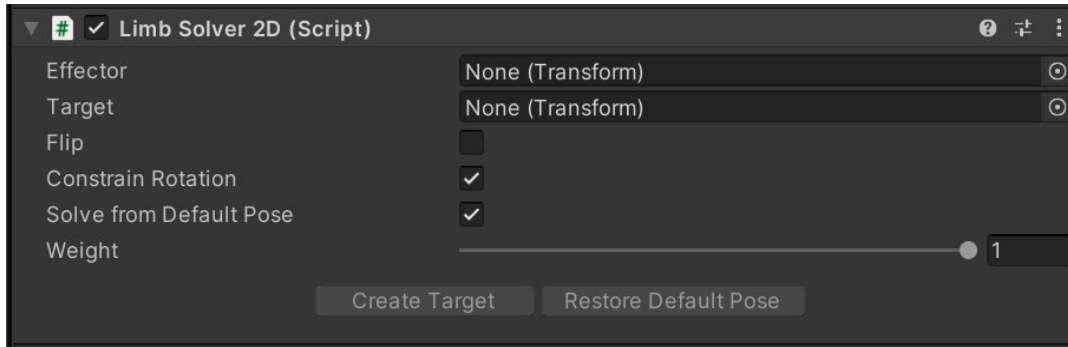 # Limb Solver 2D (Script)
Effector None (Transform)
Target None (Transform)
Flip
Constrain Rotation
Solve from Default Pose
Weight 1
Create Target Restore Default Pose